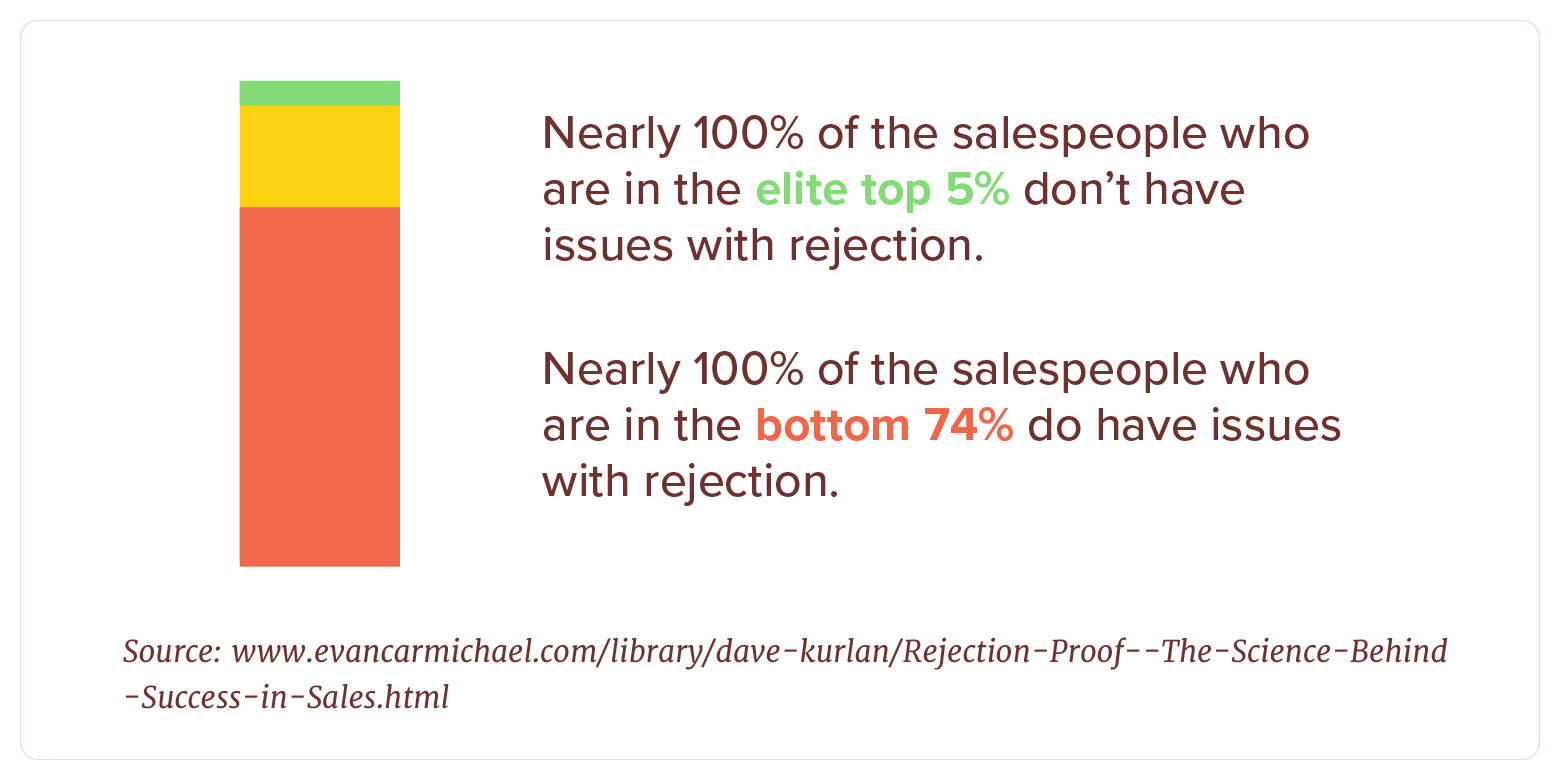 Nearly 100% of the salespeople who
are in the elite top 5% don’t have
issues with rejection.
Nearly 100% of the salespeople who
are in the bottom 74% do have issues
with rejection.
Source: www.evancarmichael.com/library/dave-kurlan/Rejection-Proof--The-Science-Behind
-Success-in-Sales.html